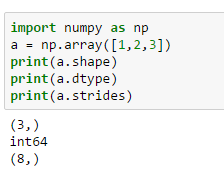 import numpy as np
a = np.array([1,2,3])
print(a.shape)
print(a.dtype)
print(a.strides)
(3,)
int64
(8,)